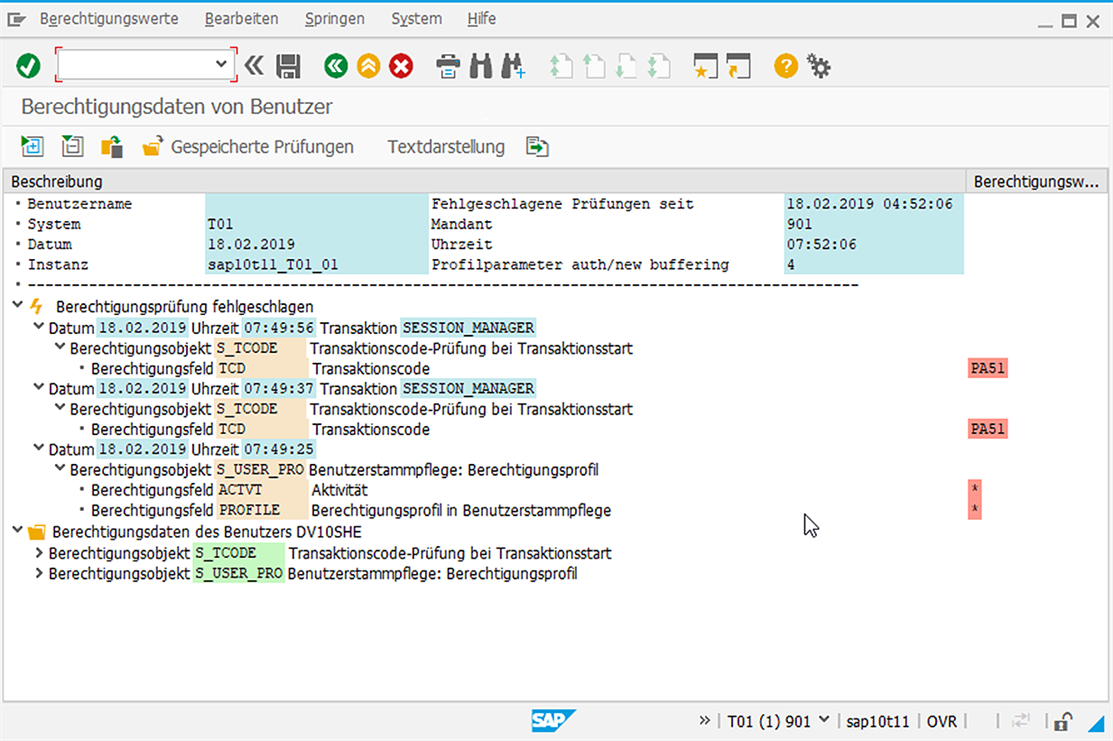 Berechtigungswerte Bearbeiten Springen System Hilfe
Berechtigungsdaten von Benutzer
Gespeicherte Prüfungen Textdarstellung
Beschreibung Berechtigungsw...
Benutzername Fehlgeschlagene Prüfungen seit 18.02.2019 04:52:06
System T01 Mandant 901
Datum 18.02.2019 Uhrzeit 07:52:06
Instanz sap10t11_T01_01 Profilparameter auth/new buffering 4
Berechtigungsprüfung fehlgeschlagen
Datum 18.02.2019 Uhrzeit 07:49:56 Transaktion SESSION_MANAGER
Berechtigungsobjekt S_TCODE Transaktionscode-Prüfung bei Transaktionsstart
Berechtigungsfeld TCD Transaktionscode PA51
Datum 18.02.2019 Uhrzeit 07:49:37 Transaktion SESSION_MANAGER
Berechtigungsobjekt S_TCODE Transaktionscode-Prüfung bei Transaktionsstart
Berechtigungsfeld TCD Transaktionscode PA51
Datum 18.02.2019 Uhrzeit 07:49:25
Berechtigungsobjekt S_USER_PRO Benutzerstammpflege: Berechtigungsprofil
Berechtigungsfeld ACTVT Aktivität *
Berechtigungsfeld PROFILE Berechtigungsprofil in Benutzerstammpflege *
Berechtigungsdaten des Benutzers DV10SHE
Berechtigungsobjekt S_TCODE Transaktionscode-Prüfung bei Transaktionsstart
Berechtigungsobjekt S_USER_PRO Benutzerstammpflege: Berechtigungsprofil
SAP » T01 (1) 901 sap10t11 OVR